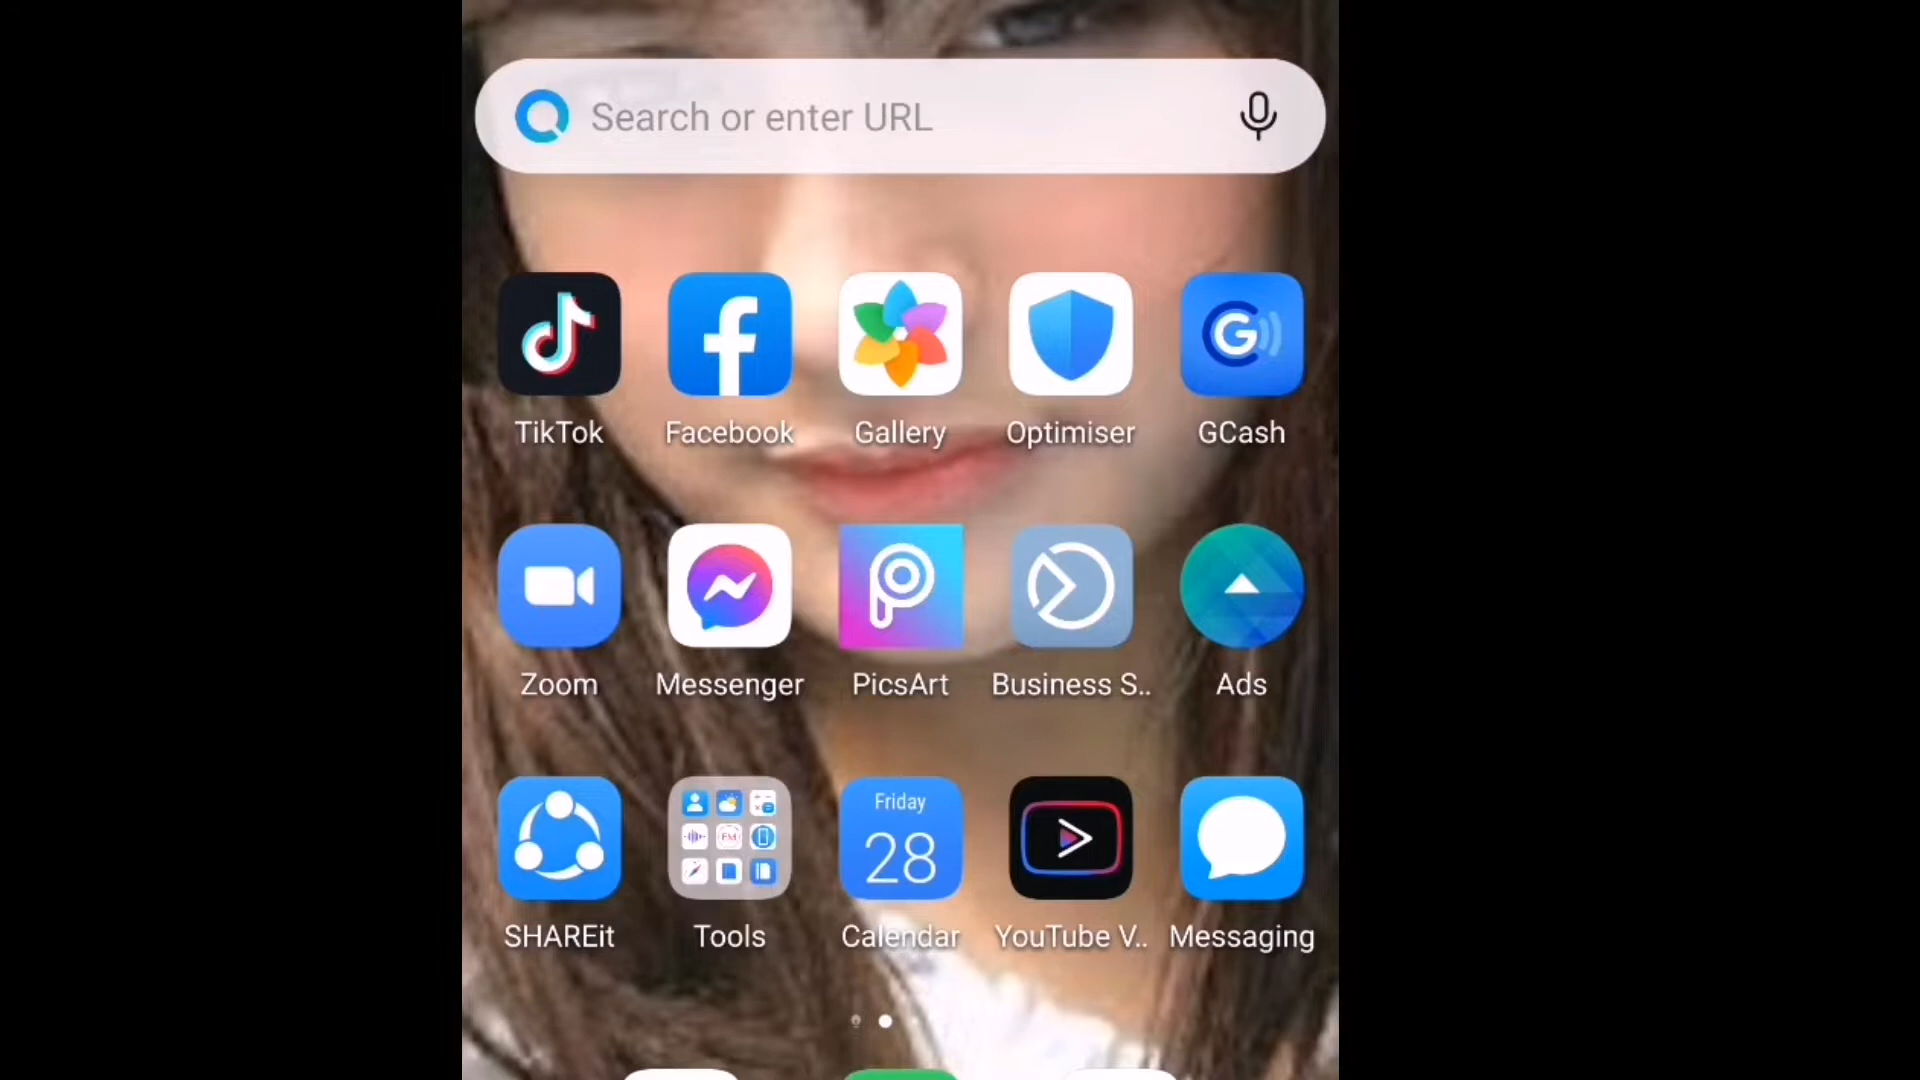 Search or enter URL
TikTok
Facebook
Gallery
Optimiser
GCash
Zoom
Messenger
PicsArt
Business S..
Ads
SHAREit
Tools
Friday
28
Calendar
YouTube V..
Messaging